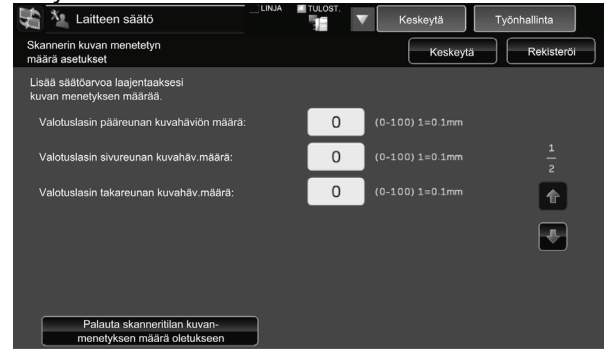 Laitteen säätö
LINJA
TULOST.
Keskeytä
Työnhallinta
Skannerin kuvan menetetyn
määrä asetukset
Keskeytä
Rekisteröi
Lisää säätöarvoa laajentaaksesi
kuvan menetyksen määrää.
Valotuslasin pääreunan kuvahäviön määrä: 0 (0-100) 1=0.1mm
Valotuslasin sivureunan kuvahäv.määrä: 0 (0-100) 1=0.1mm
Valotuslasin takareunan kuvahäv.määrä: 0 (0-100) 1=0.1mm
1
2
Palauta skanneritilan kuvan-
menetyksen määrä oletukseen